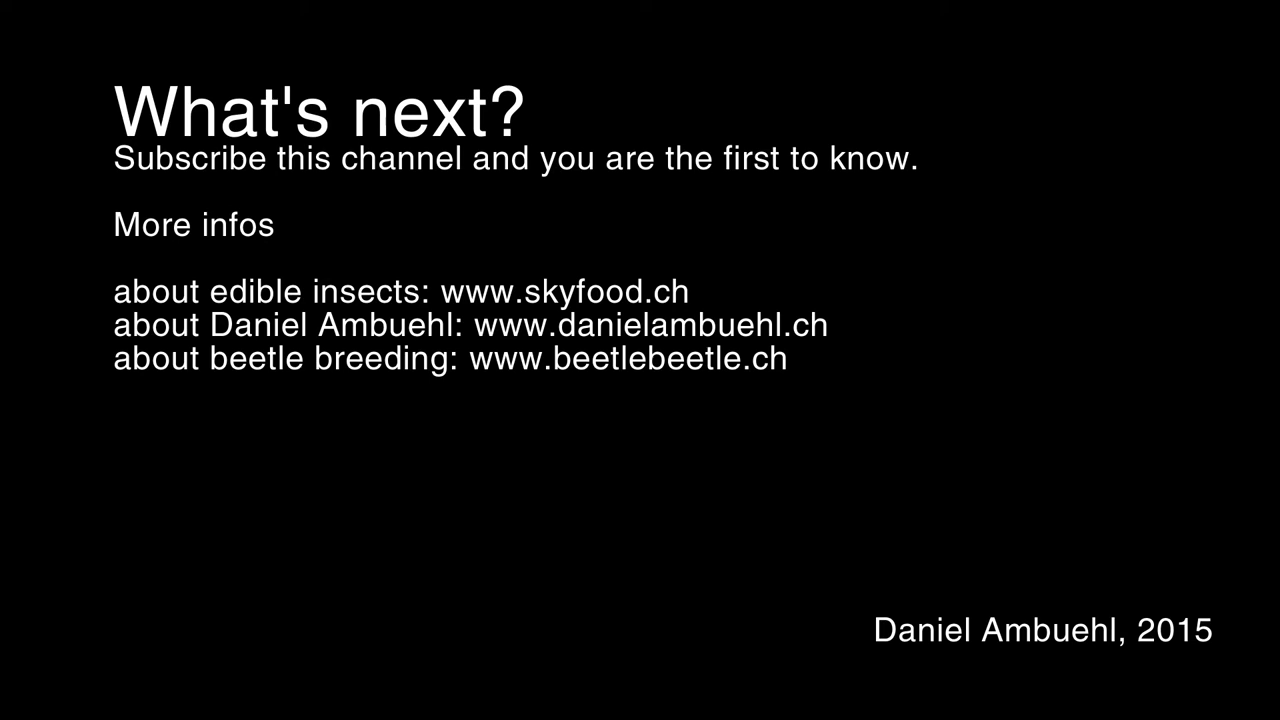 What's next?
Subscribe this channel and you are the first to know.
More infos
about edible insects: www.skyfood.ch
about Daniel Ambuehl: www.danielambuehl.ch
about beetle breeding: www.beetlebeetle.ch
Daniel Ambuehl, 2015